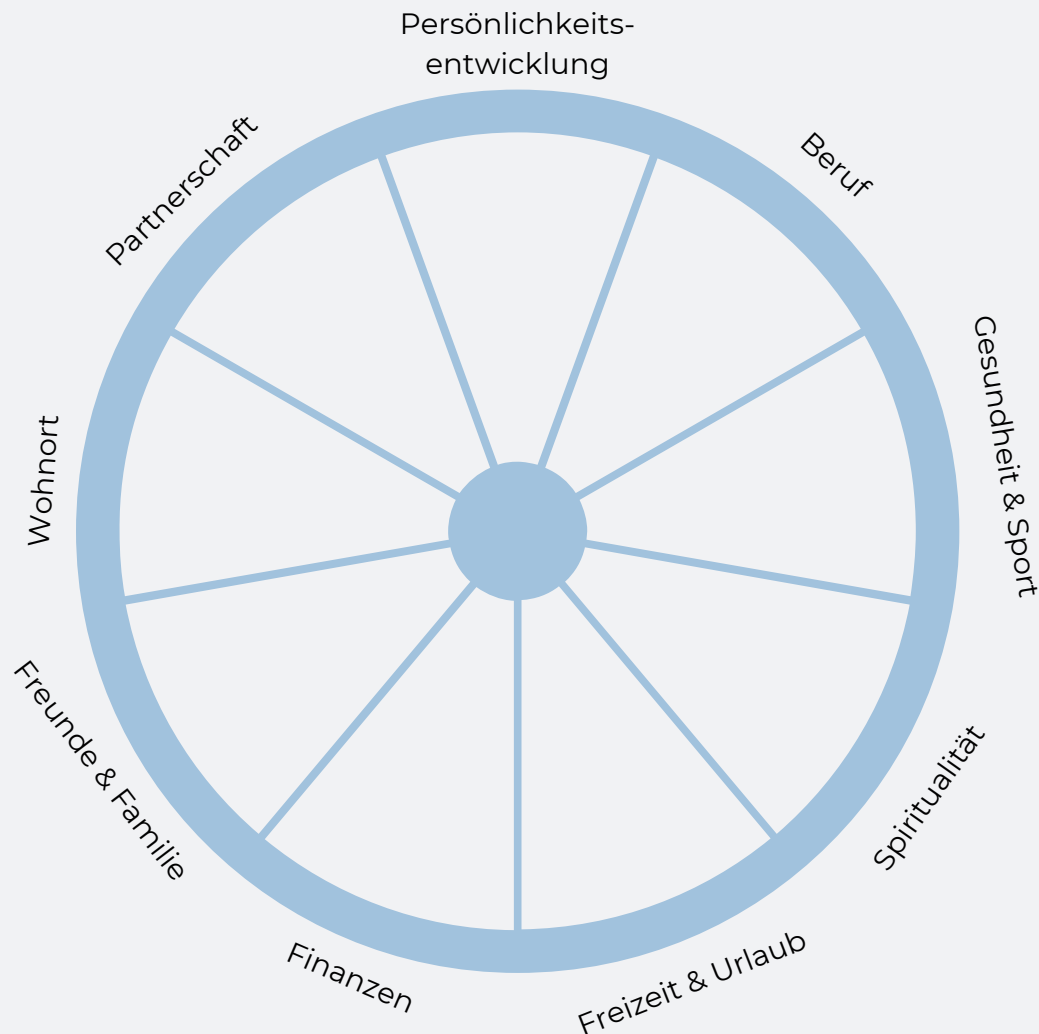 Persönlichkeits-
entwicklung
Beruf
Gesundheit & Sport
Spiritualität
Freizeit & Urlaub
Finanzen
Freunde & Familie
Wohnort
Partnerschaft